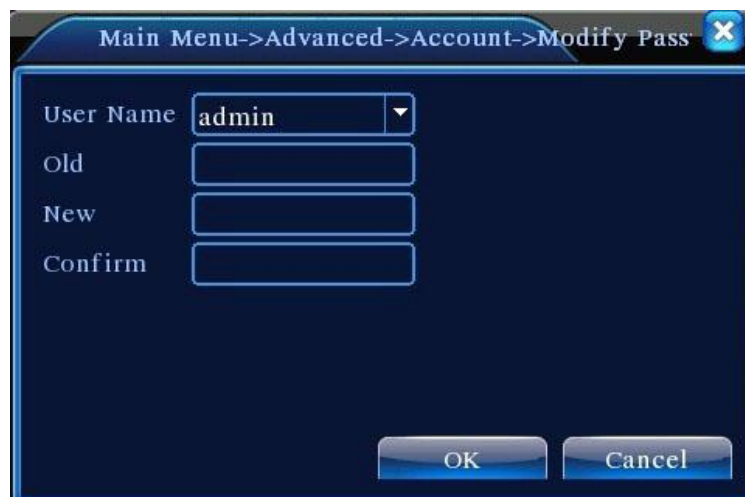 Main Menu->Advanced->Account->Modify Pass
User Name admin
Old
New
Confirm
OK Cancel